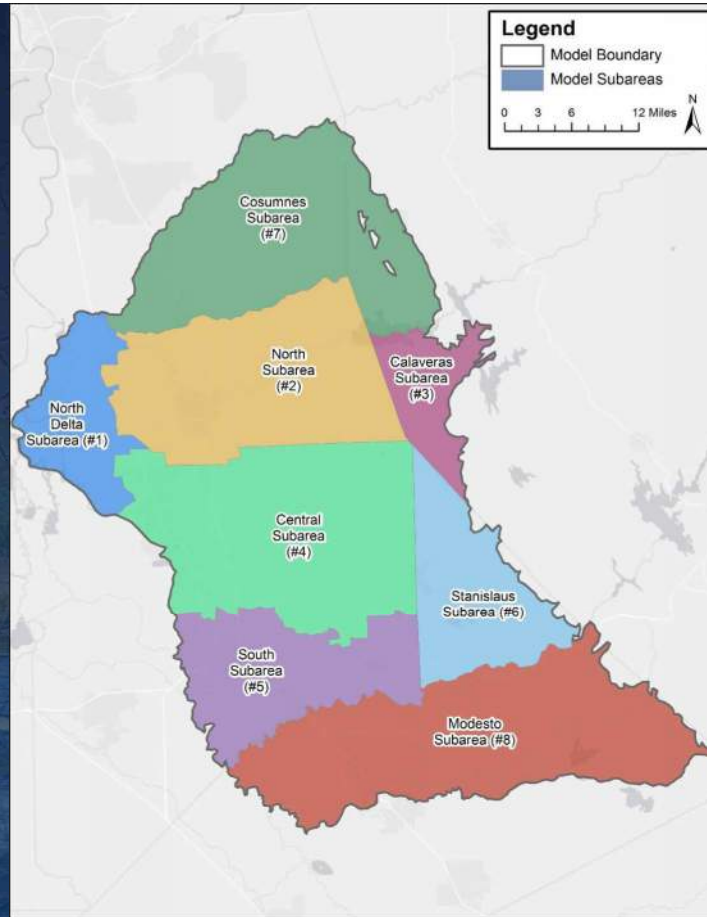 Legend
Model Boundary
Model Subareas
0 3 6 12 Miles
N
Cosumnes
Subarea
(#7)
North
Subarea
(#2)
Calaveras
Subarea
(#3)
North
Delta
Subarea (#1)
Central
Subarea
(#4)
Stanislaus
Subarea (#6)
South
Subarea
(#5)
Modesto
Subarea (#8)